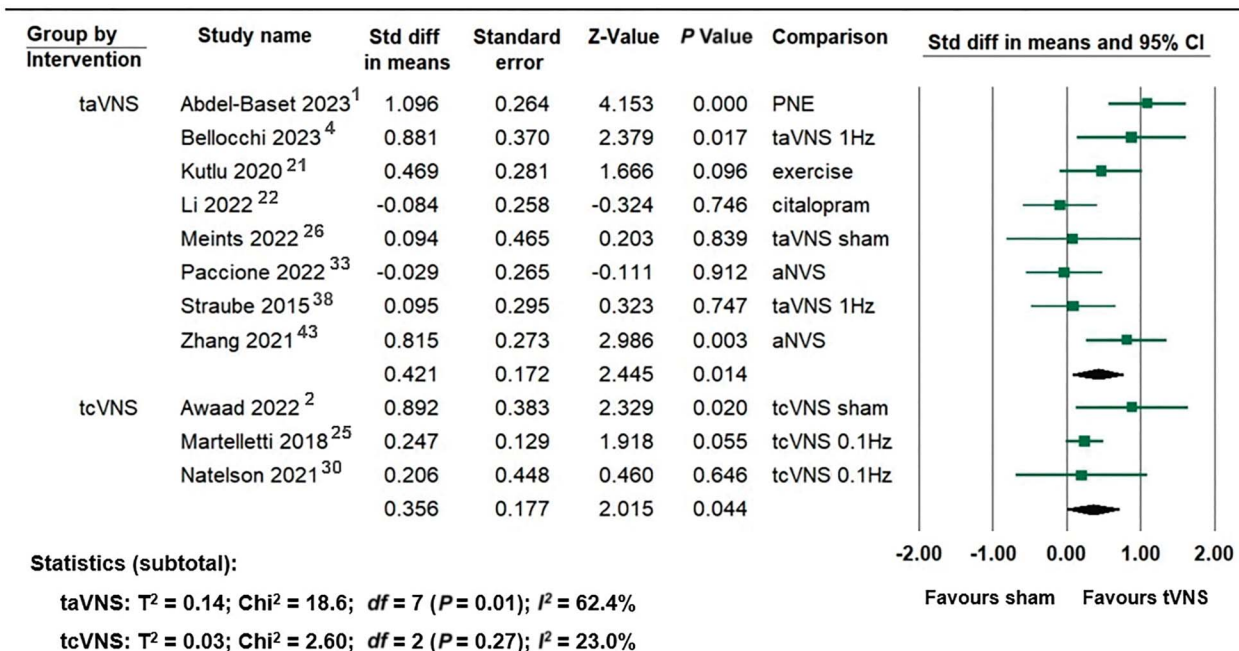 Group by Study name Std diff Standard Z-Value P Value Comparison Std diff in means and 95% CI
Intervention in means error
taVNS Abdel-Baset 2023¹ 1.096 0.264 4.153 0.000 PNE
Bellocchi 2023⁴ 0.881 0.370 2.379 0.017 taVNS 1Hz
Kutlu 2020²¹ 0.469 0.281 1.666 0.096 exercise
Li 2022²² -0.084 0.258 -0.324 0.746 citalopram
Meints 2022²⁶ 0.094 0.465 0.203 0.839 taVNS sham
Paccione 2022³³ -0.029 0.265 -0.111 0.912 aNVS
Straube 2015³⁸ 0.095 0.295 0.323 0.747 taVNS 1Hz
Zhang 2021⁴³ 0.815 0.273 2.986 0.003 aNVS
0.421 0.172 2.445 0.014
tcVNS Awaad 2022² 0.892 0.383 2.329 0.020 tcVNS sham
Martelletti 2018²⁵ 0.247 0.129 1.918 0.055 tcVNS 0.1Hz
Natelson 2021³⁰ 0.206 0.448 0.460 0.646 tcVNS 0.1Hz
0.356 0.177 2.015 0.044
-2.00 -1.00 0.00 1.00 2.00
Favours sham Favours tVNS
Statistics (subtotal):
taVNS: T² = 0.14; Chi² = 18.6; df = 7 (P = 0.01); I² = 62.4%
tcVNS: T² = 0.03; Chi² = 2.60; df = 2 (P = 0.27); I² = 23.0%